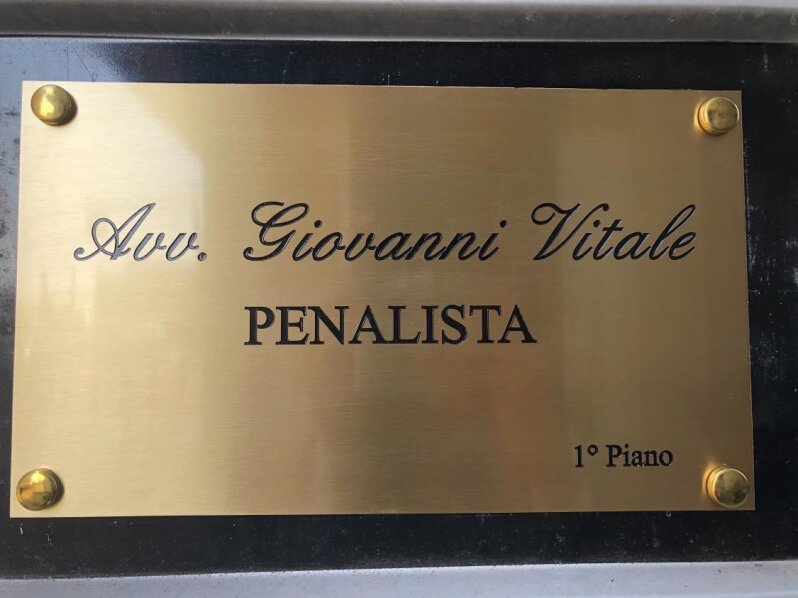 Avv. Giovanni Vitale
PENALISTA
1° Piano